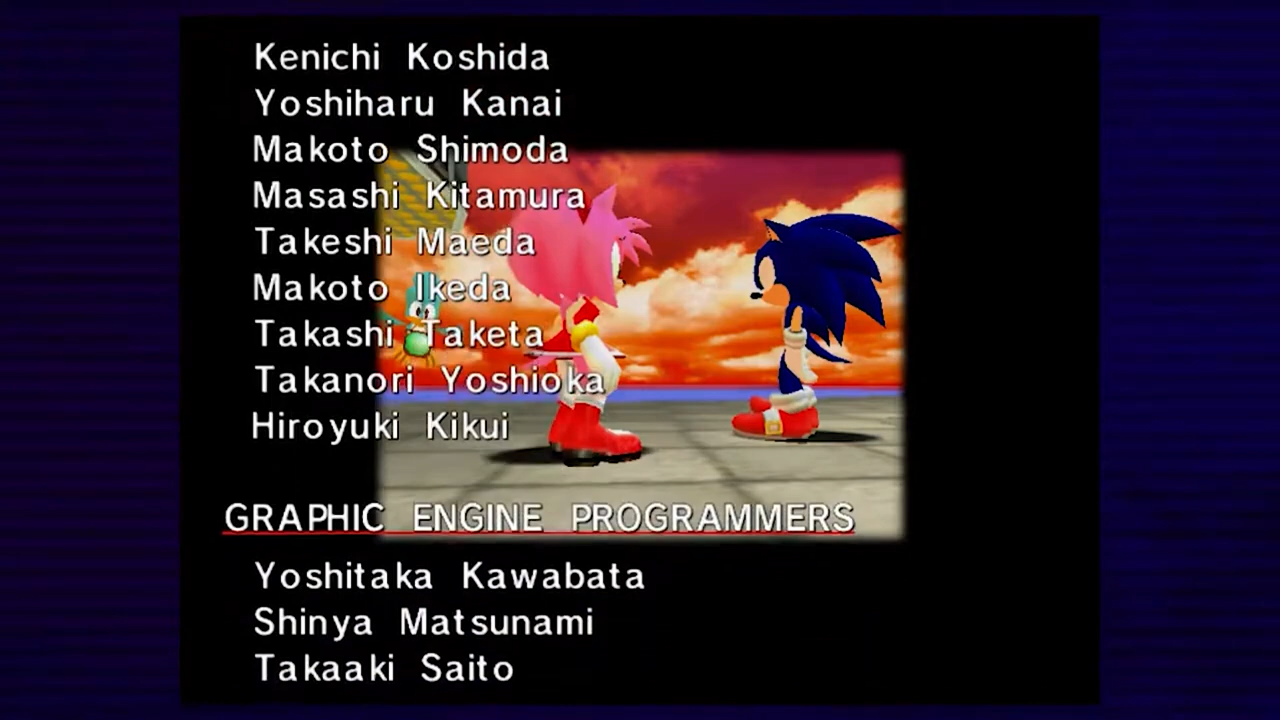 Kenichi Koshida
Yoshiharu Kanai
Makoto Shimoda
Masashi Kitamura
Takeshi Maeda
Makoto Ikeda
Takashi Taketa
Takanori Yoshioka
Hiroyuki Kikui
GRAPHIC ENGINE PROGRAMMERS
Yoshitaka Kawabata
Shinya Matsunami
Takaaki Saito